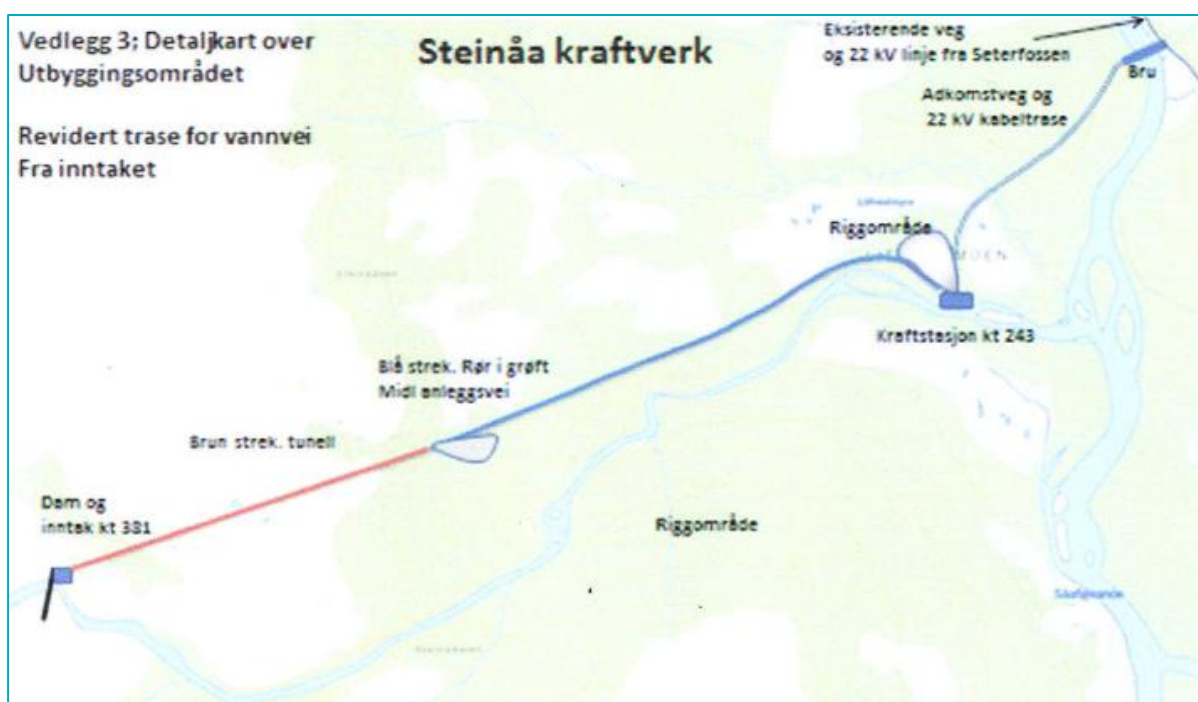 Vedlegg 3; Detaljkart over
Utbyggingsområdet
Revidert trase for vannvei
Fra inntaket
Steinåa kraftverk
Eksisterende veg
og 22 kV linje fra Seterfossen
Bru
Adkomstveg og
22 kV kabeltrase
Riggområde
MOEN
Kraftstasjon kt 243
Blå strek. Rør i grøft
Midl anleggsvei
Brun strek. tunell
Dam og
inntak kt 381
Riggområde